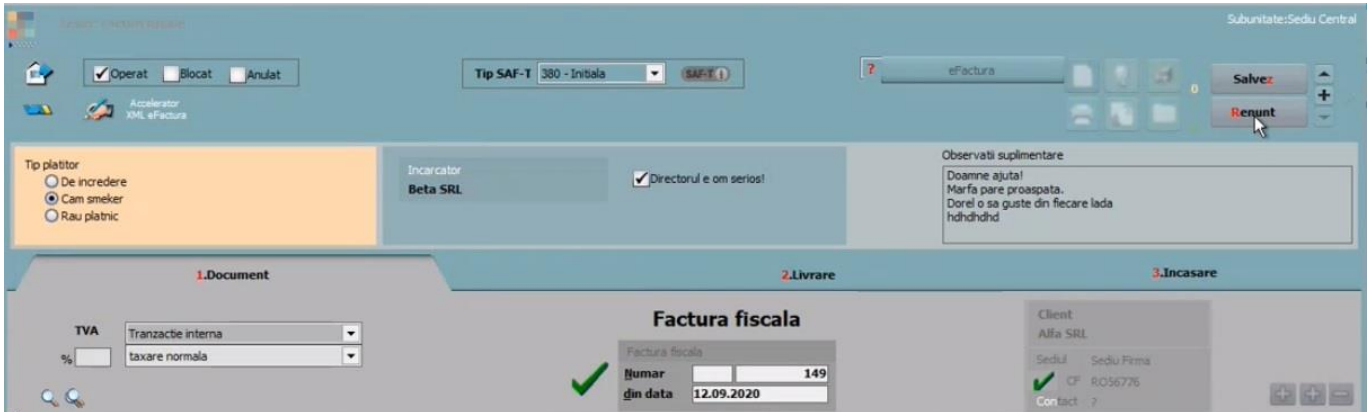 Subunitate:Sediu Central
Operat Blocat Anulat
Tip SAF-T 380 - Initiala SAF-T
? eFactura
0
Salvez
Renunt
Accelerator
XML eFactura
Tip platitor
De incredere
Cam smeker
Rau platnic
Incarcator
Beta SRL
Directorul e om serios!
Observatii suplimentare
Doamne ajuta!
Marfa pare proaspata.
Dorel o sa guste din fiecare lada
hdhdhdhd
1.Document
2.Livrare
3.Incasare
TVA Tranzactie interna
% taxare normala
Factura fiscala
Factura fiscala
Numar 149
din data 12.09.2020
Client
Alfa SRL
Sediul Sediu Firma
CF RO56776
Contact ?